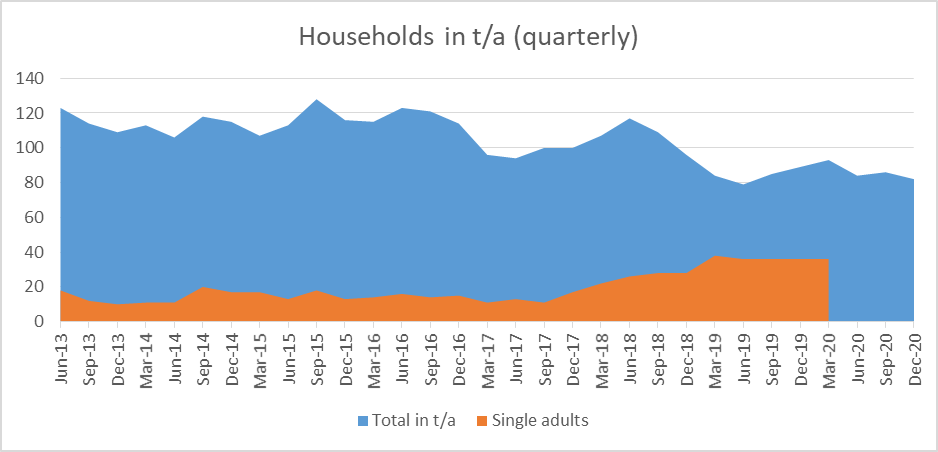 Households in t/a (quarterly)
140
120
100
80
60
40
20
0
Jun-13
Sep-13
Dec-13
Mar-14
Jun-14
Sep-14
Dec-14
Mar-15
Jun-15
Sep-15
Dec-15
Mar-16
Jun-16
Sep-16
Dec-16
Mar-17
Jun-17
Sep-17
Dec-17
Mar-18
Jun-18
Sep-18
Dec-18
Mar-19
Jun-19
Sep-19
Dec-19
Mar-20
Jun-20
Sep-20
Dec-20
Total in t/a
Single adults